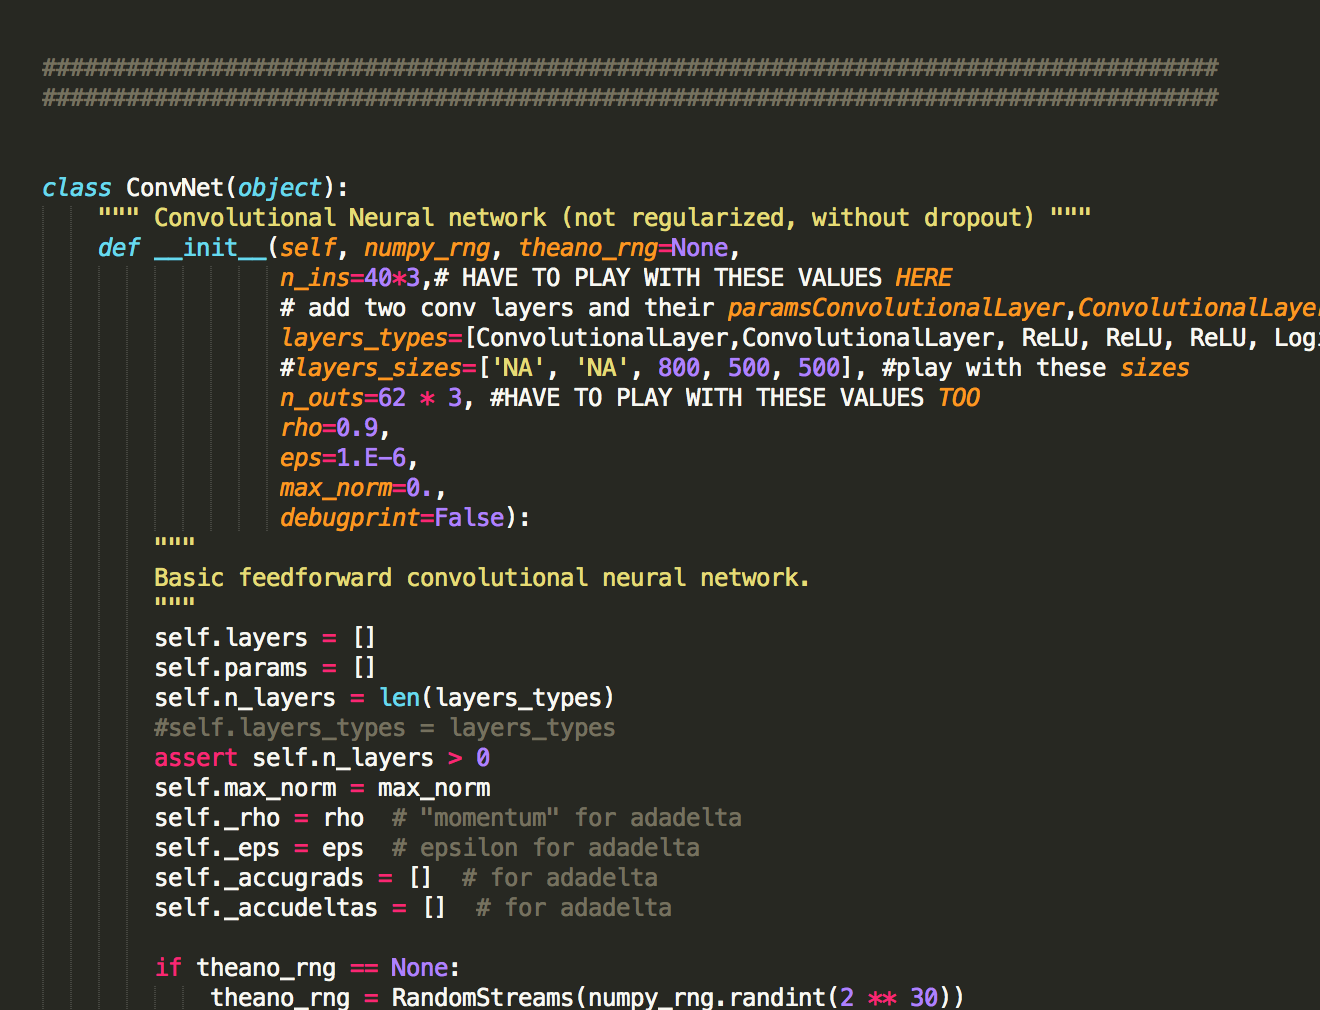 ####################################################################################
####################################################################################
class ConvNet(object):
""" Convolutional Neural network (not regularized, without dropout) """
def __init__(self, numpy_rng, theano_rng=None,
n_ins=40*3,# HAVE TO PLAY WITH THESE VALUES HERE
# add two conv layers and their paramsConvolutionalLayer,ConvolutionalLayer
layers_types=[ConvolutionalLayer,ConvolutionalLayer, ReLU, ReLU, ReLU, Log
#layers_sizes=['NA', 'NA', 800, 500, 500], #play with these sizes
n_outs=62 * 3, #HAVE TO PLAY WITH THESE VALUES TOO
rho=0.9,
eps=1.E-6,
max_norm=0.,
debugprint=False):
"""
Basic feedforward convolutional neural network.
"""
self.layers = []
self.params = []
self.n_layers = len(layers_types)
#self.layers_types = layers_types
assert self.n_layers > 0
self.max_norm = max_norm
self._rho = rho  # "momentum" for adadelta
self._eps = eps  # epsilon for adadelta
self._accugrads = []  # for adadelta
self._accudeltas = []  # for adadelta
if theano_rng == None:
theano_rng = RandomStreams(numpy_rng.randint(2 ** 30))